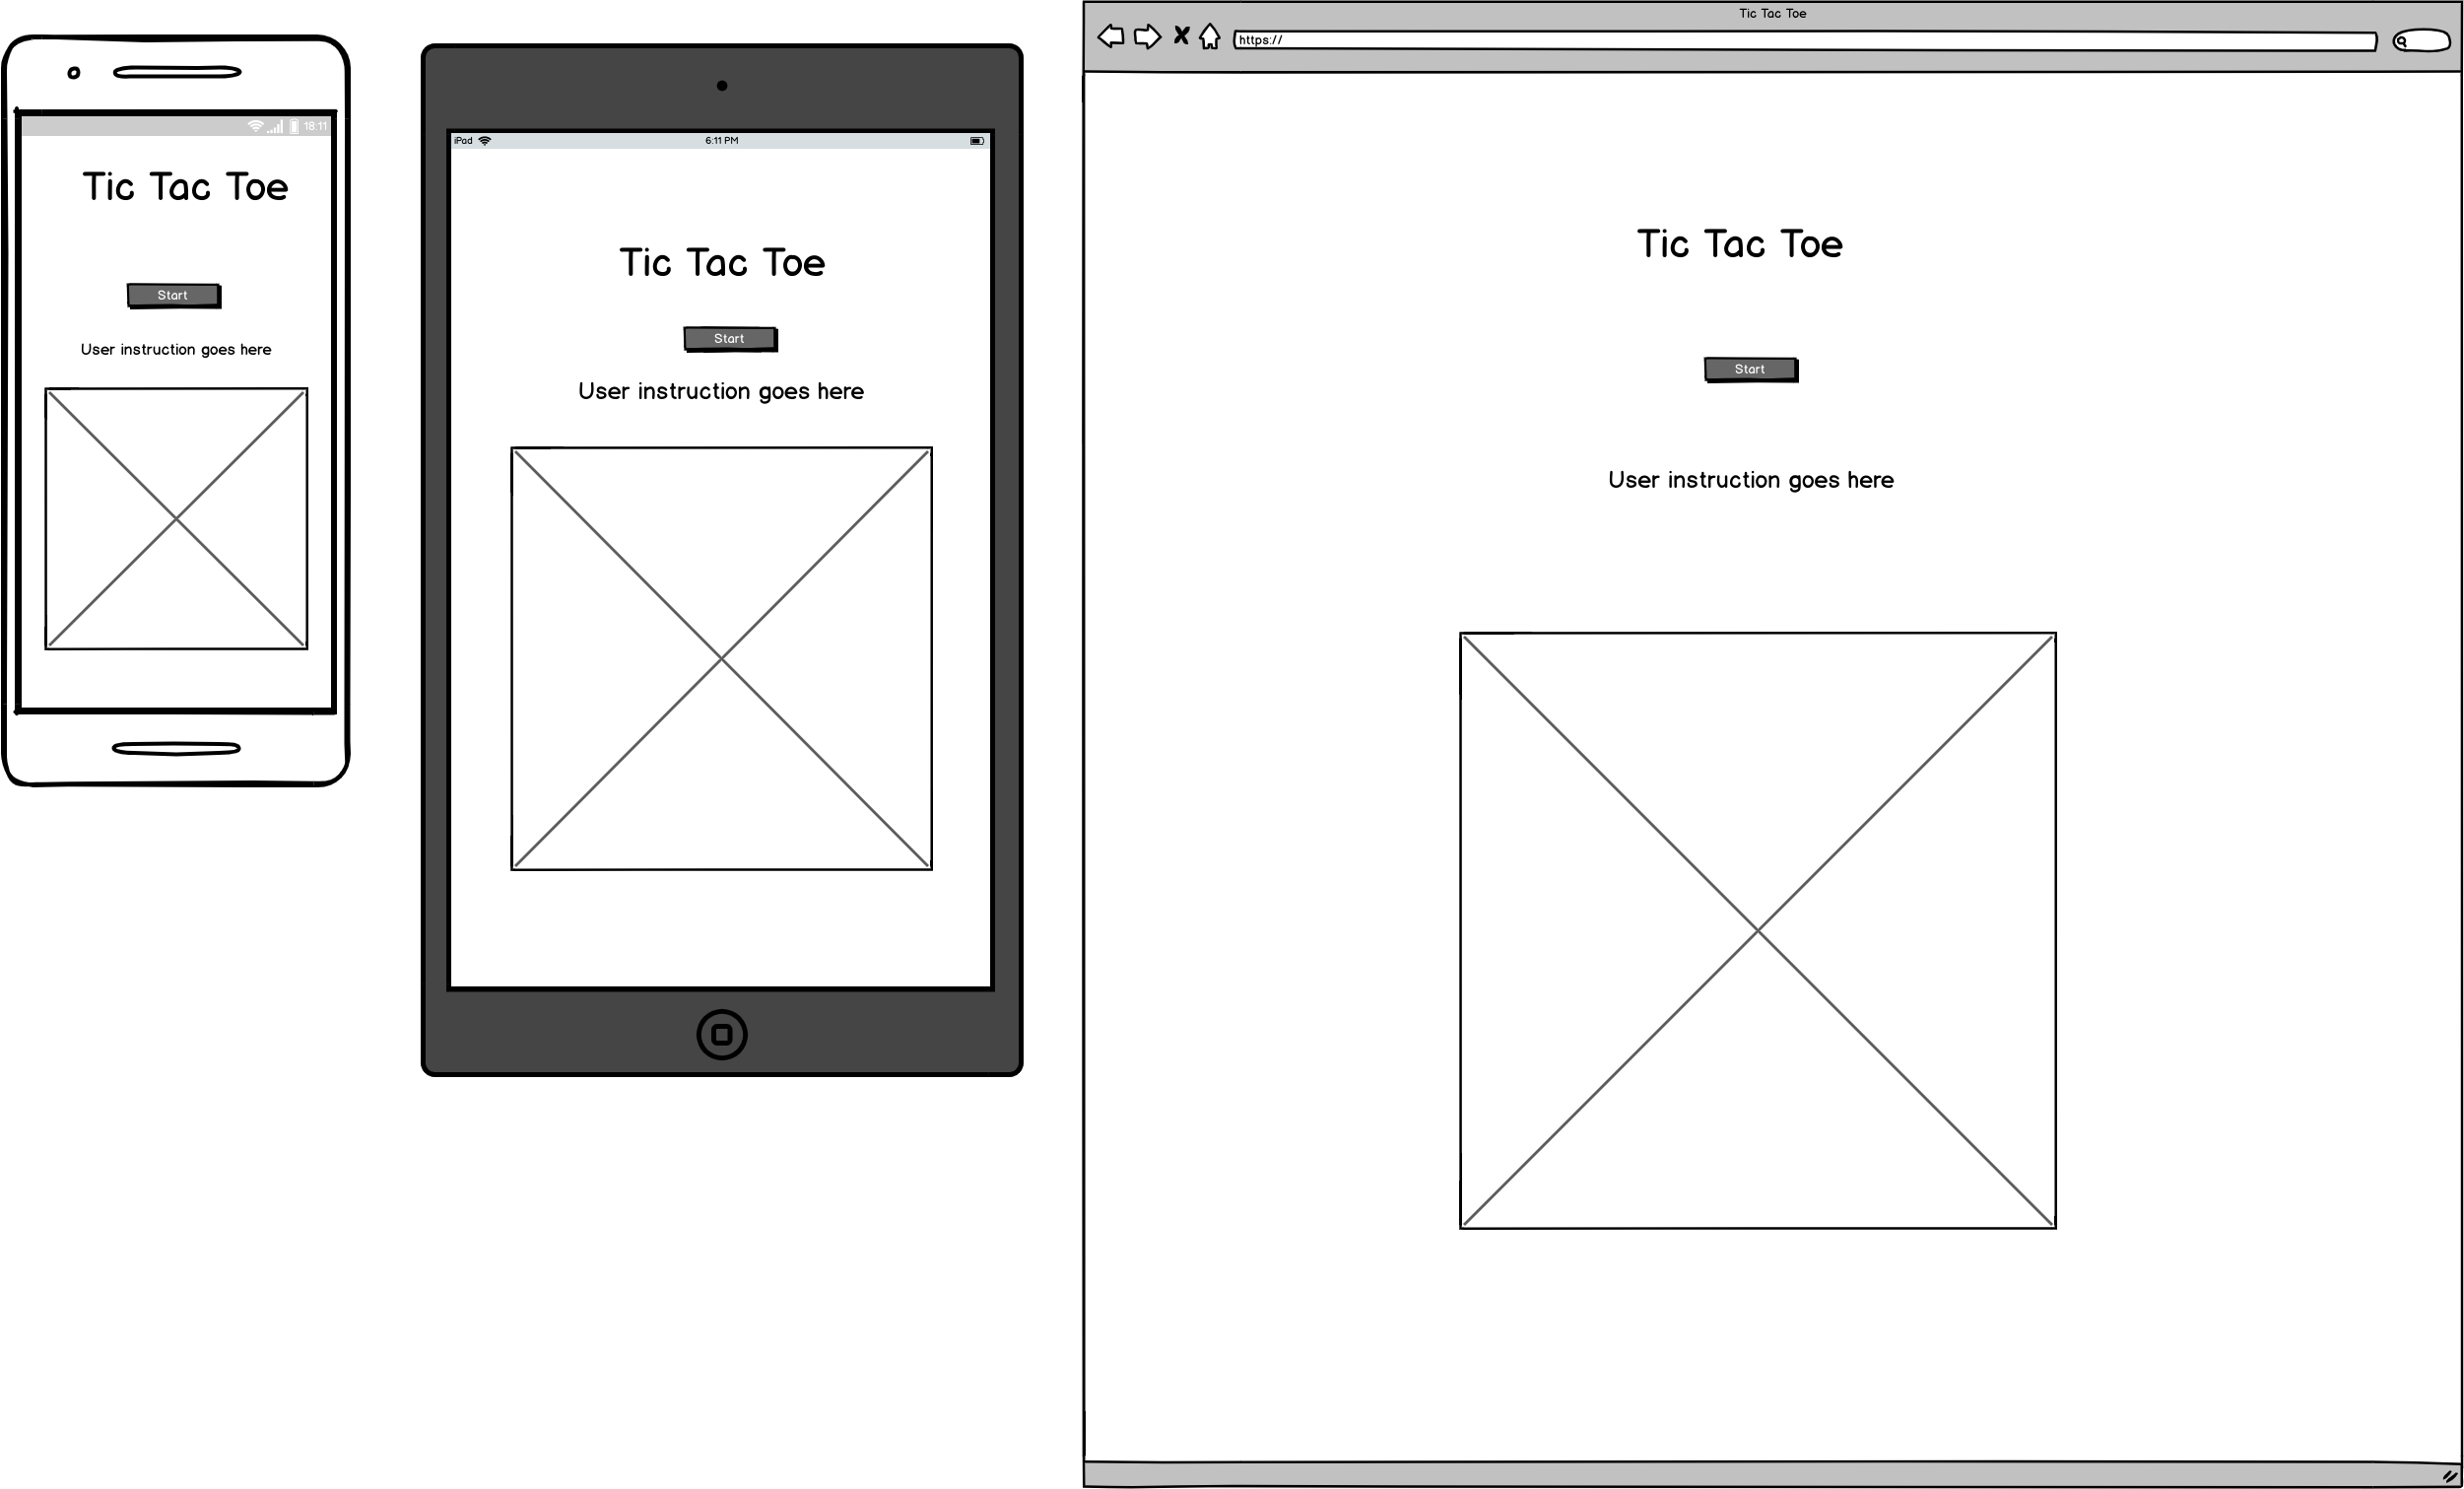 18:11
Tic Tac Toe
Start
User instruction goes here
iPad
6:11 PM
Tic Tac Toe
Start
User instruction goes here
Tic Tac Toe
https://
Tic Tac Toe
Start
User instruction goes here